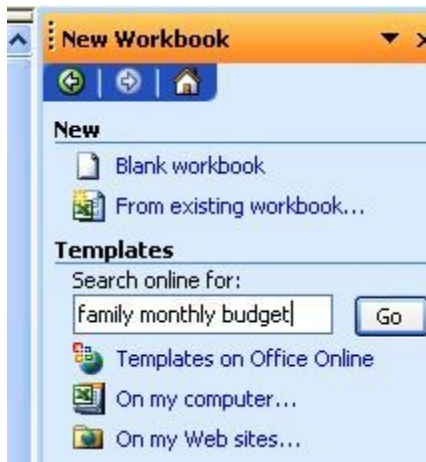 New Workbook
New
Blank workbook
From existing workbook...
Templates
Search online for:
family monthly budget
Go
Templates on Office Online
On my computer...
On my Web sites...